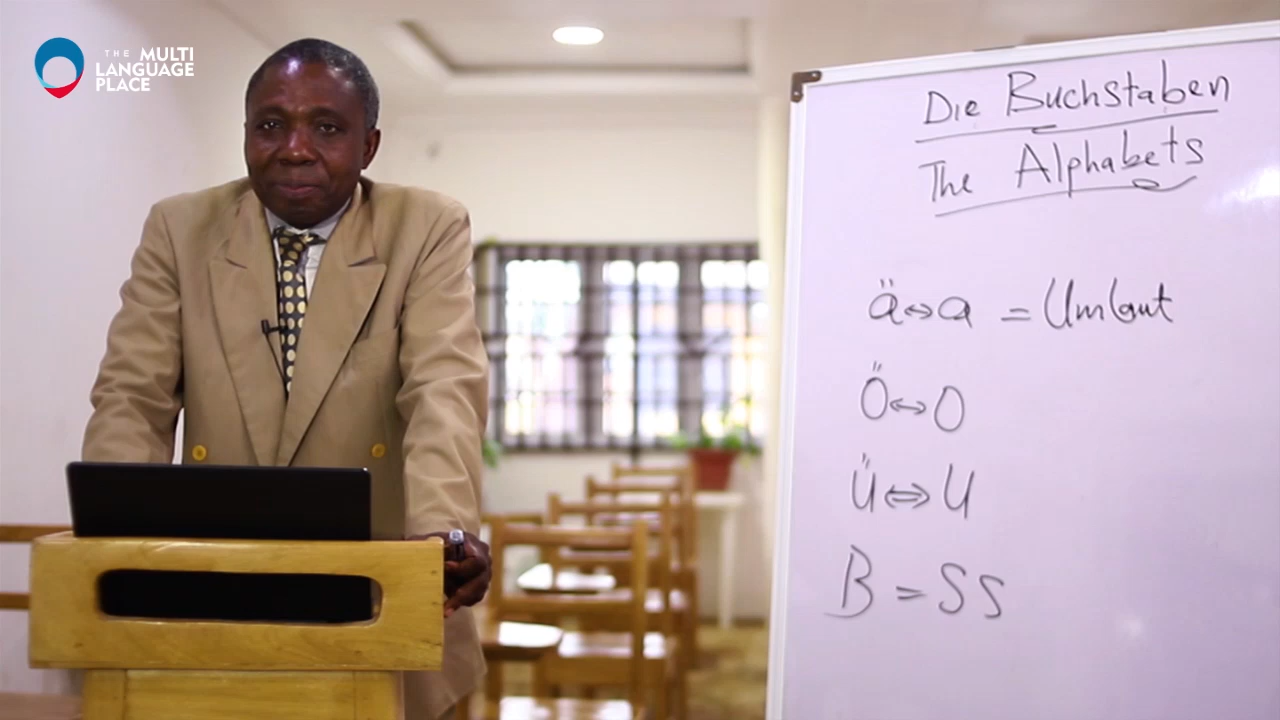 THE MULTI
LANGUAGE
PLACE
Die Buchstaben
The Alphabets
ä ↔ a = Umlaut
Ö ↔ O
Ü ↔ U
ß = SS